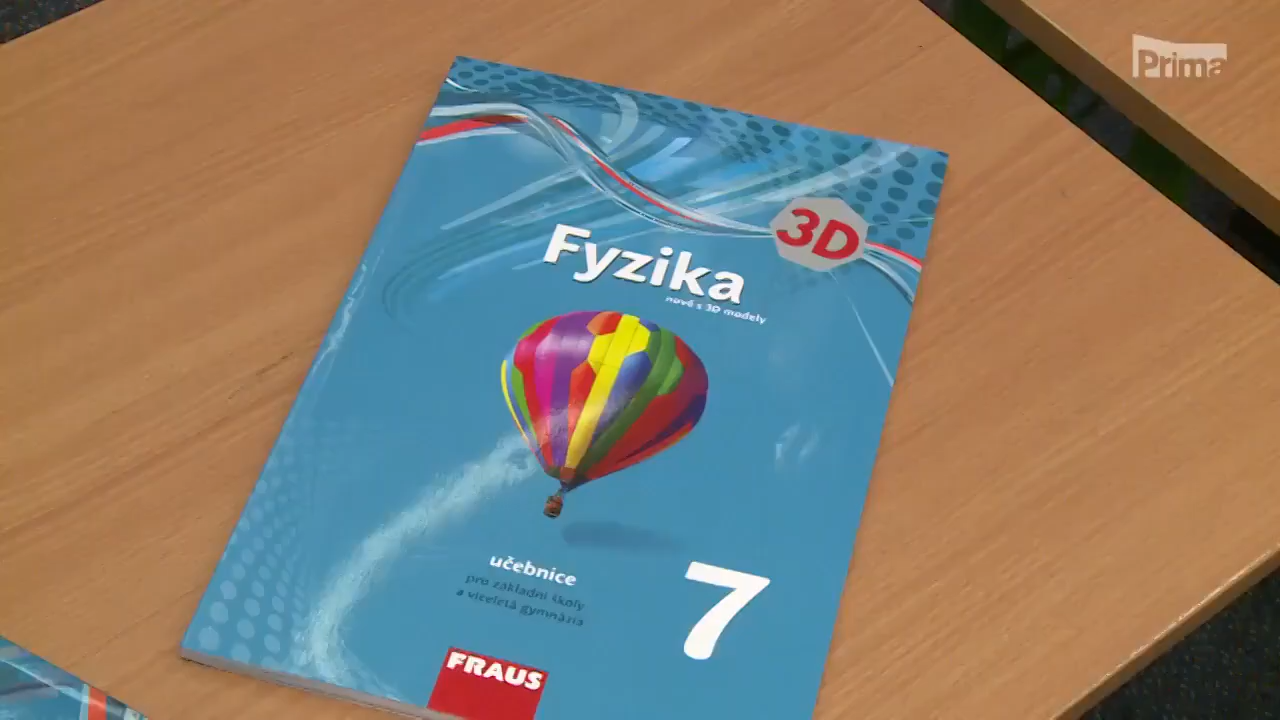 Prima
3D
Fyzika
nově s 3D modely
učebnice
pro základní školy
a víceletá gymnázia
7
FRAUS